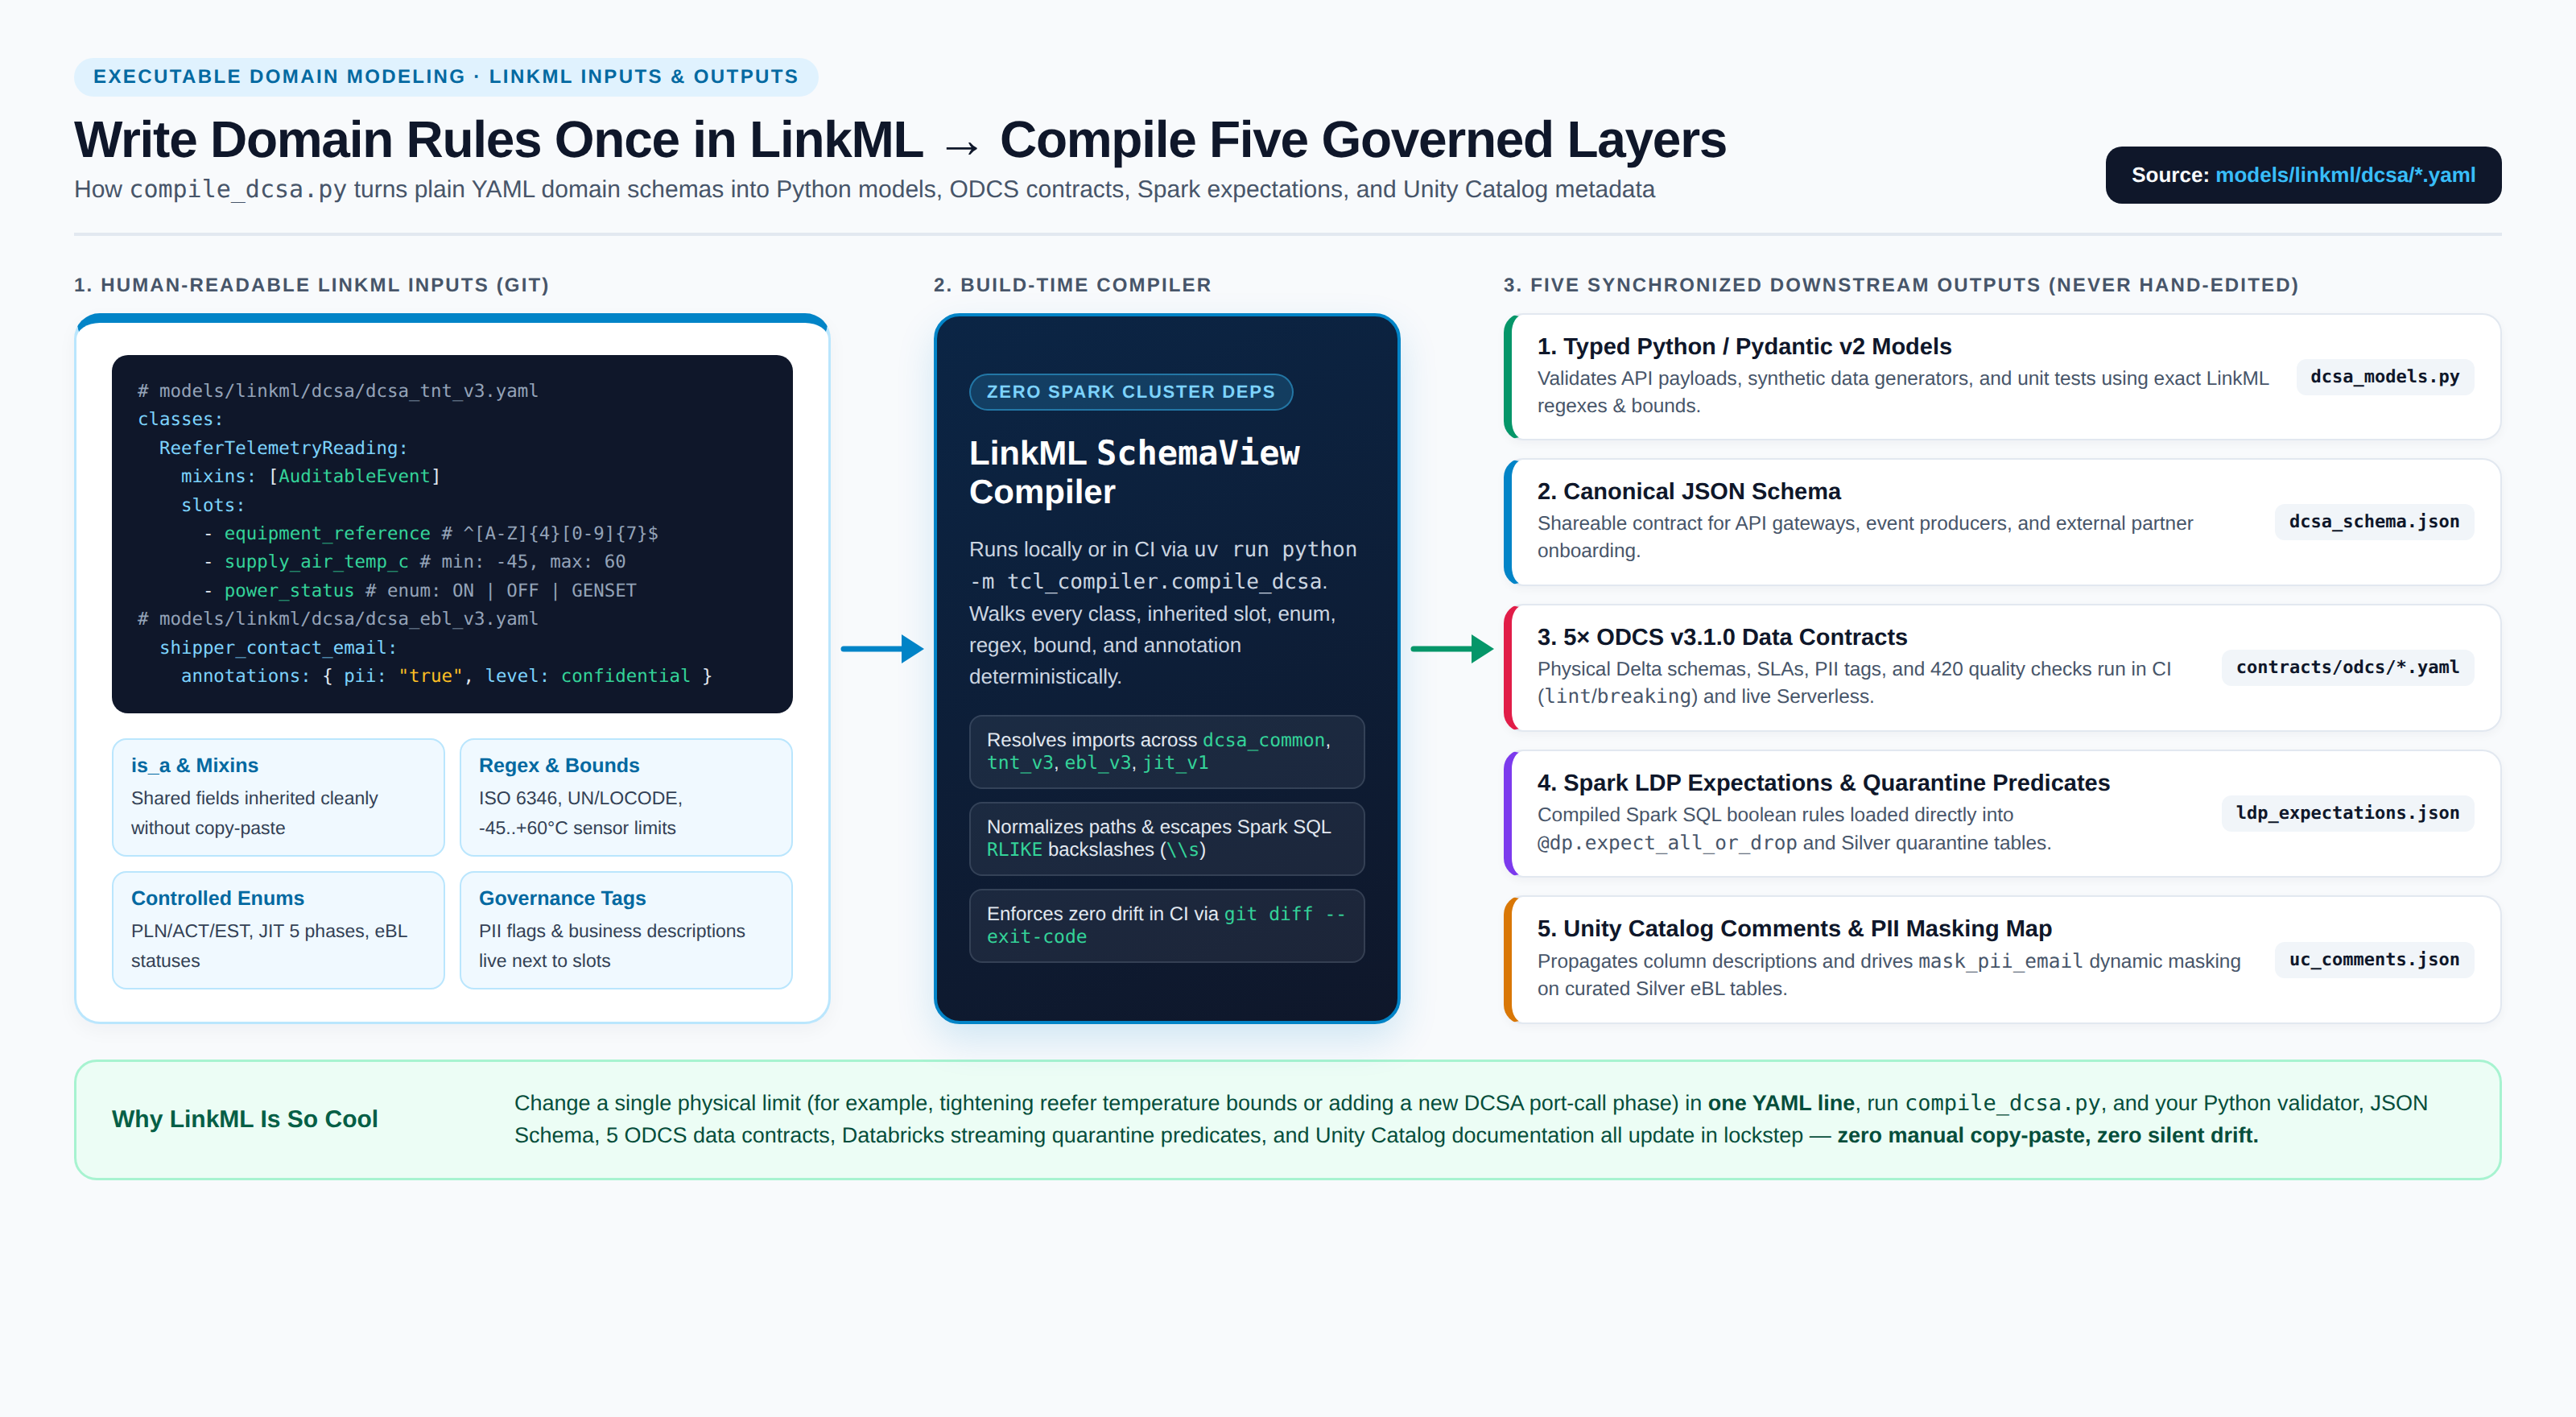 EXECUTABLE DOMAIN MODELING · LINKML INPUTS & OUTPUTS
Write Domain Rules Once in LinkML → Compile Five Governed Layers
How compile_dcsa.py turns plain YAML domain schemas into Python models, ODCS contracts, Spark expectations, and Unity Catalog metadata
Source: models/linkml/dcsa/*.yaml
1. HUMAN-READABLE LINKML INPUTS (GIT)
# models/linkml/dcsa/dcsa_tnt_v3.yaml
classes:
  ReeferTelemetryReading:
    mixins: [AuditableEvent]
    slots:
      - equipment_reference # ^[A-Z]{4}[0-9]{7}$
      - supply_air_temp_c # min: -45, max: 60
      - power_status # enum: ON | OFF | GENSET
# models/linkml/dcsa/dcsa_ebl_v3.yaml
  shipper_contact_email:
    annotations: { pii: "true", level: confidential }
is_a & Mixins
Shared fields inherited cleanly
without copy-paste
Regex & Bounds
ISO 6346, UN/LOCODE,
-45..+60°C sensor limits
Controlled Enums
PLN/ACT/EST, JIT 5 phases, eBL
statuses
Governance Tags
PII flags & business descriptions
live next to slots
2. BUILD-TIME COMPILER
ZERO SPARK CLUSTER DEPS
LinkML SchemaView
Compiler
Runs locally or in CI via uv run python
-m tcl_compiler.compile_dcsa.
Walks every class, inherited slot, enum,
regex, bound, and annotation
deterministically.
Resolves imports across dcsa_common,
tnt_v3, ebl_v3, jit_v1
Normalizes paths & escapes Spark SQL
RLIKE backslashes (\\s)
Enforces zero drift in CI via git diff --
exit-code
3. FIVE SYNCHRONIZED DOWNSTREAM OUTPUTS (NEVER HAND-EDITED)
1. Typed Python / Pydantic v2 Models
Validates API payloads, synthetic data generators, and unit tests using exact LinkML
regexes & bounds.
dcsa_models.py
2. Canonical JSON Schema
Shareable contract for API gateways, event producers, and external partner
onboarding.
dcsa_schema.json
3. 5× ODCS v3.1.0 Data Contracts
Physical Delta schemas, SLAs, PII tags, and 420 quality checks run in CI
(lint/breaking) and live Serverless.
contracts/odcs/*.yaml
4. Spark LDP Expectations & Quarantine Predicates
Compiled Spark SQL boolean rules loaded directly into
@dp.expect_all_or_drop and Silver quarantine tables.
ldp_expectations.json
5. Unity Catalog Comments & PII Masking Map
Propagates column descriptions and drives mask_pii_email dynamic masking
on curated Silver eBL tables.
uc_comments.json
Why LinkML Is So Cool
Change a single physical limit (for example, tightening reefer temperature bounds or adding a new DCSA port-call phase) in one YAML line, run compile_dcsa.py, and your Python validator, JSON
Schema, 5 ODCS data contracts, Databricks streaming quarantine predicates, and Unity Catalog documentation all update in lockstep — zero manual copy-paste, zero silent drift.